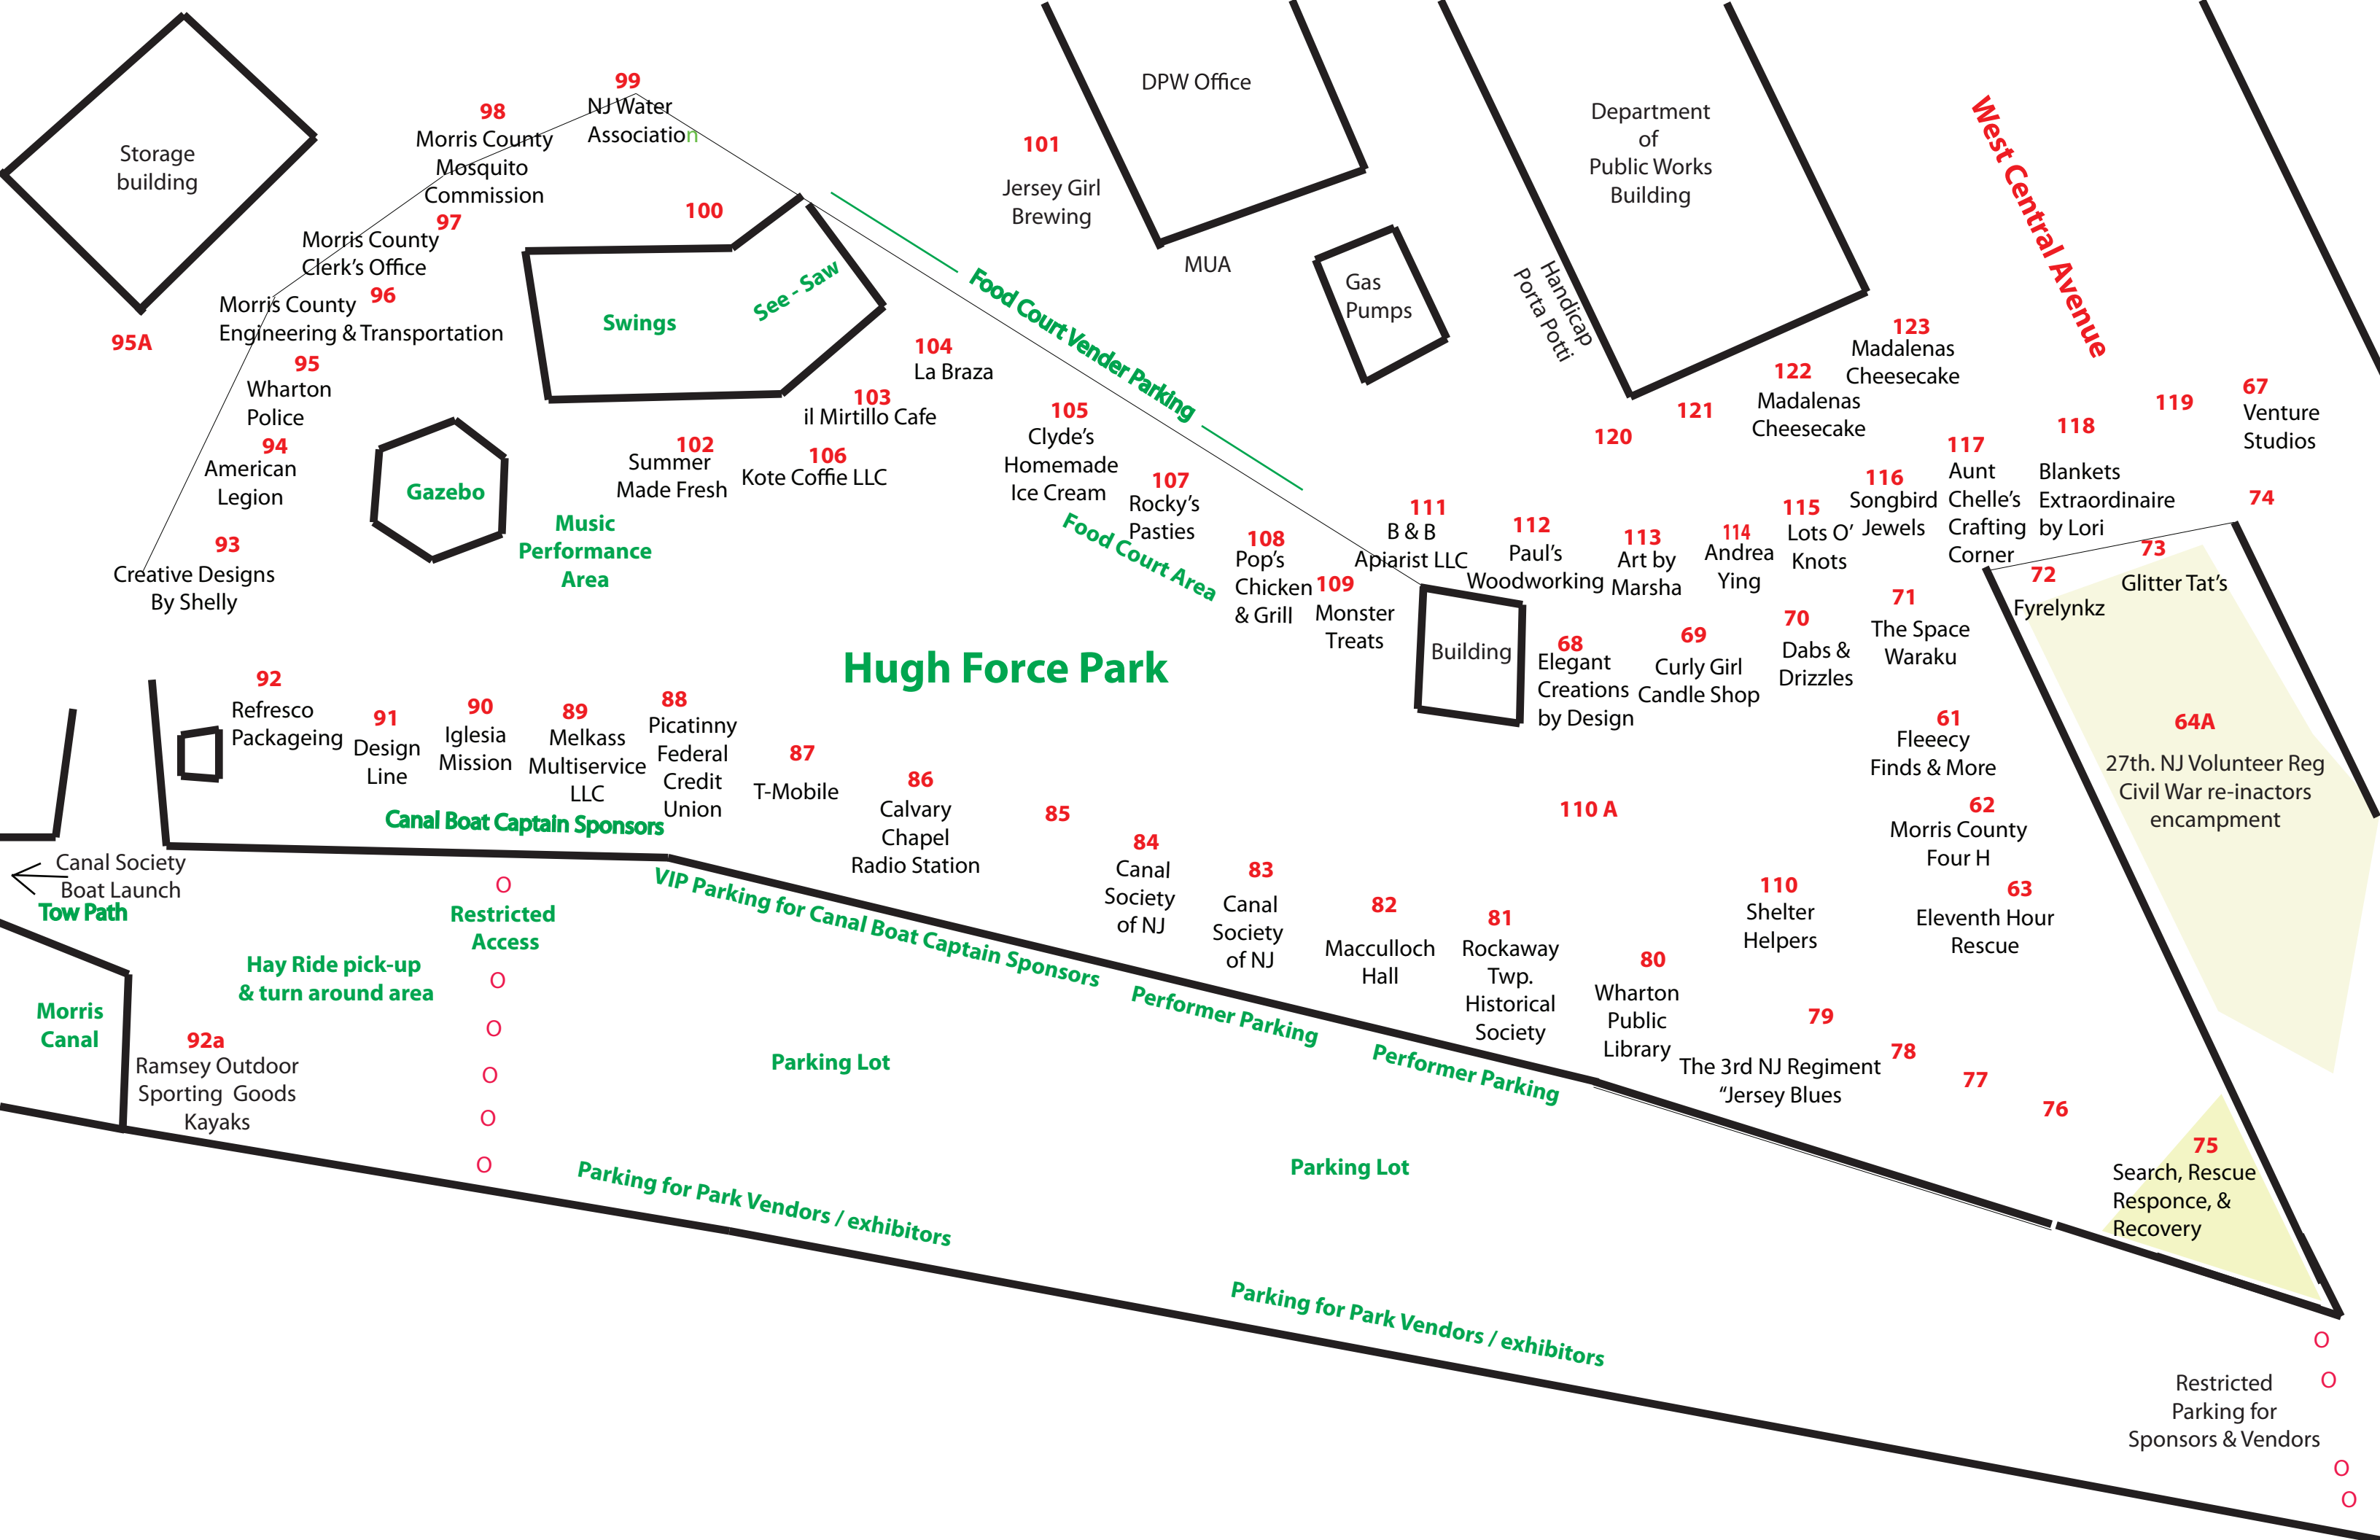 99
NJ Water
Association
98
Morris County
Mosquito
Commission
97
Morris County
Clerk's Office
96
Morris County
Engineering & Transportation
Storage
building
95A
95
Wharton
Police
94
American
Legion
93
Creative Designs
By Shelly
100
Swings
See - Saw
Gazebo
Music
Performance
Area
101
Jersey Girl
Brewing
DPW Office
MUA
Gas
Pumps
Department
of
Public Works
Building
Handicap
Porta Potti
West Central Avenue
Food Court Vender Parking
104
La Braza
103
il Mirtillo Cafe
102
Summer
Made Fresh
106
Kote Coffie LLC
105
Clyde's
Homemade
Ice Cream
107
Rocky's
Pasties
Food Court Area
108
Pop's
Chicken
& Grill
109
Monster
Treats
111
B & B
Apiarist LLC
112
Paul's
Woodworking
113
Art by
Marsha
114
Andrea
Ying
115
Lots O'
Knots
116
Songbird
Jewels
117
Aunt
Chelle's
Crafting
Corner
118
Blankets
Extraordinaire
by Lori
119
120
121
122
Madalenas
Cheesecake
123
Madalenas
Cheesecake
67
Venture
Studios
74
73
Glitter Tat's
72
Fyrelynkz
71
The Space
Waraku
70
Dabs &
Drizzles
69
Curly Girl
Candle Shop
68
Elegant
Creations
by Design
Building
Hugh Force Park
61
Fleeecy
Finds & More
62
Morris County
Four H
63
Eleventh Hour
Rescue
64A
27th. NJ Volunteer Reg
Civil War re-inactors
encampment
110 A
110
Shelter
Helpers
92
Refresco
Packageing
91
Design
Line
90
Iglesia
Mission
89
Melkass
Multiservice
LLC
88
Picatinny
Federal
Credit
Union
87
T-Mobile
86
Calvary
Chapel
Radio Station
85
84
Canal
Society
of NJ
83
Canal
Society
of NJ
82
Macculloch
Hall
81
Rockaway
Twp.
Historical
Society
80
Wharton
Public
Library
79
The 3rd NJ Regiment
“Jersey Blues
78
77
76
75
Search, Rescue
Responce, &
Recovery
Canal Boat Captain Sponsors
VIP Parking for Canal Boat Captain Sponsors
Performer Parking
Performer Parking
Canal Society
Boat Launch
Tow Path
O
Restricted
Access
O
O
O
O
O
Hay Ride pick-up
& turn around area
Morris
Canal
92a
Ramsey Outdoor
Sporting Goods
Kayaks
Parking Lot
Parking Lot
Parking for Park Vendors / exhibitors
Parking for Park Vendors / exhibitors
O
O
Restricted
Parking for
Sponsors & Vendors
O
O